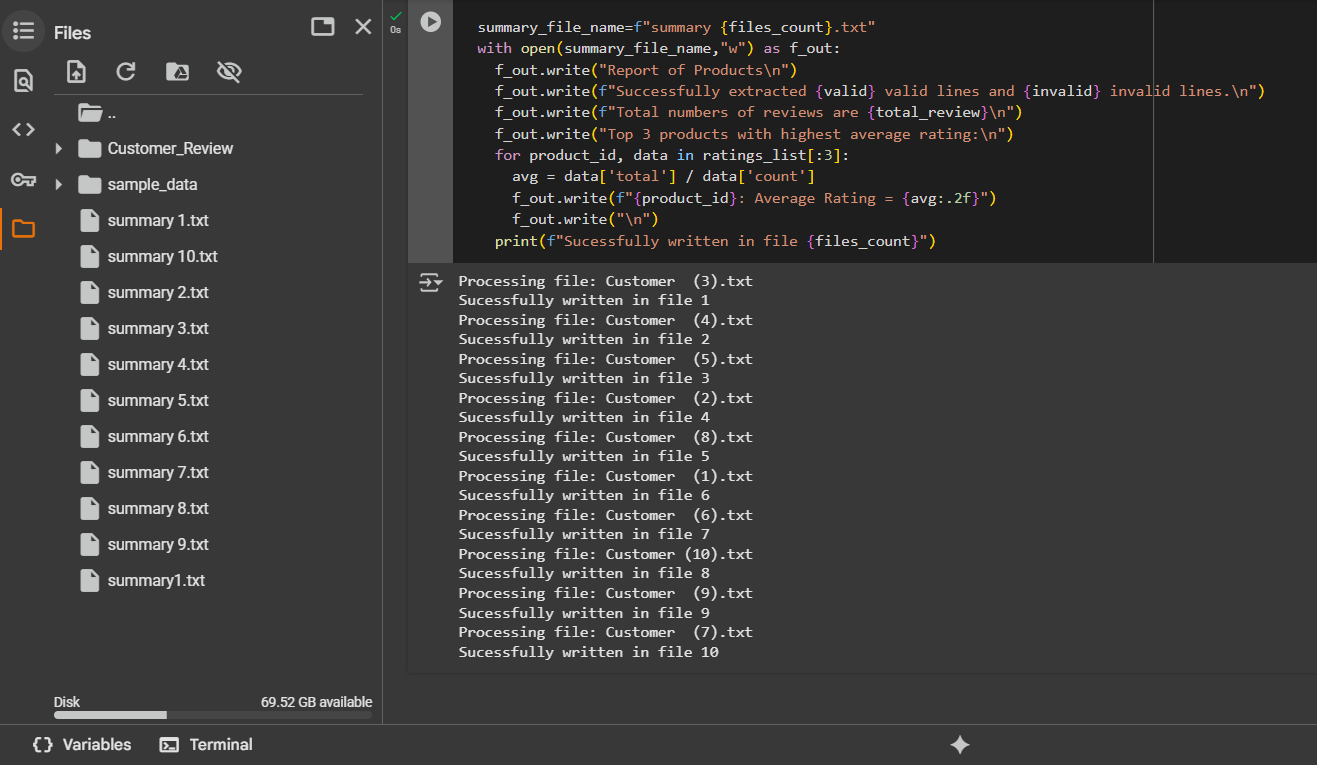 Files
..
Customer_Review
sample_data
summary 1.txt
summary 10.txt
summary 2.txt
summary 3.txt
summary 4.txt
summary 5.txt
summary 6.txt
summary 7.txt
summary 8.txt
summary 9.txt
summary1.txt
Disk
69.52 GB available
0s
summary_file_name=f"summary {files_count}.txt"
with open(summary_file_name,"w") as f_out:
f_out.write("Report of Products\n")
f_out.write(f"Successfully extracted {valid} valid lines and {invalid} invalid lines.\n")
f_out.write(f"Total numbers of reviews are {total_review}\n")
f_out.write("Top 3 products with highest average rating:\n")
for product_id, data in ratings_list[:3]:
avg = data['total'] / data['count']
f_out.write(f"{product_id}: Average Rating = {avg:.2f}")
f_out.write("\n")
print(f"Sucessfully written in file {files_count}")
Processing file: Customer  (3).txt
Sucessfully written in file 1
Processing file: Customer  (4).txt
Sucessfully written in file 2
Processing file: Customer  (5).txt
Sucessfully written in file 3
Processing file: Customer  (2).txt
Sucessfully written in file 4
Processing file: Customer  (8).txt
Sucessfully written in file 5
Processing file: Customer  (1).txt
Sucessfully written in file 6
Processing file: Customer  (6).txt
Sucessfully written in file 7
Processing file: Customer (10).txt
Sucessfully written in file 8
Processing file: Customer  (9).txt
Sucessfully written in file 9
Processing file: Customer  (7).txt
Sucessfully written in file 10
Variables
Terminal